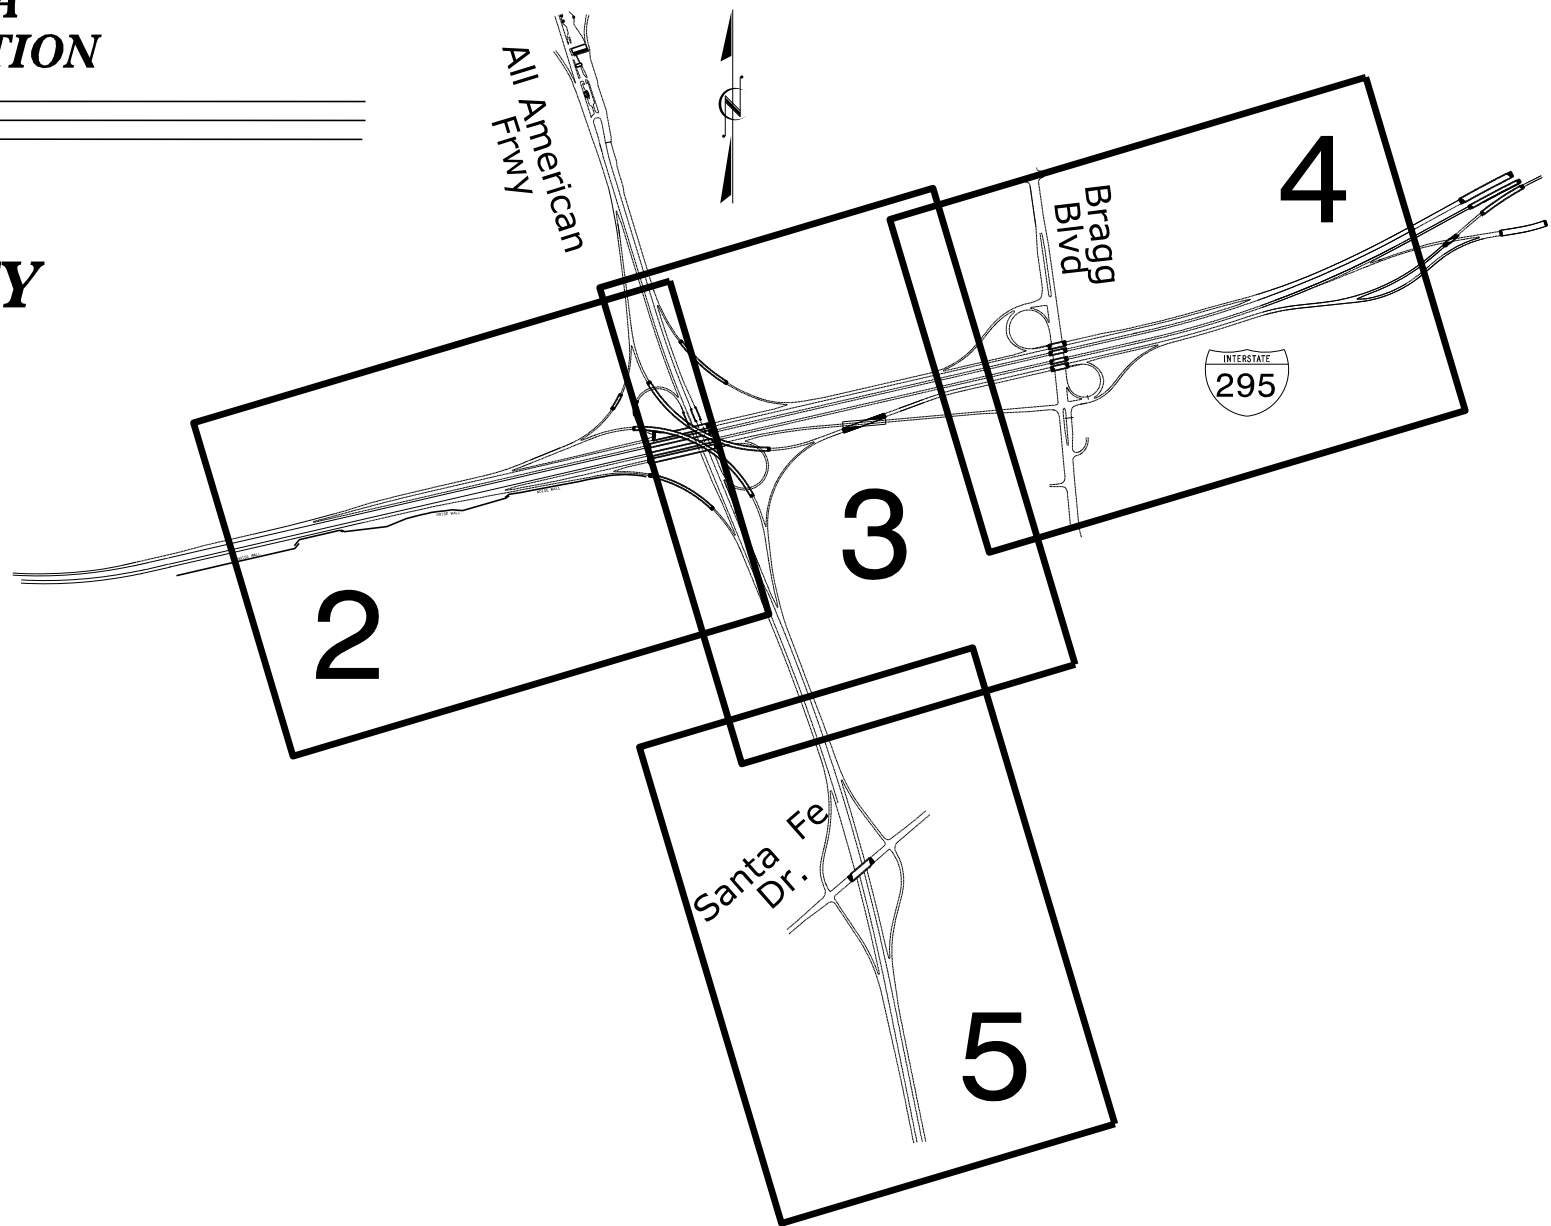 TION
Y
All American
Frwy
N
4
Bragg
Blvd
INTERSTATE
295
3
2
Santa Fe
Dr.
5